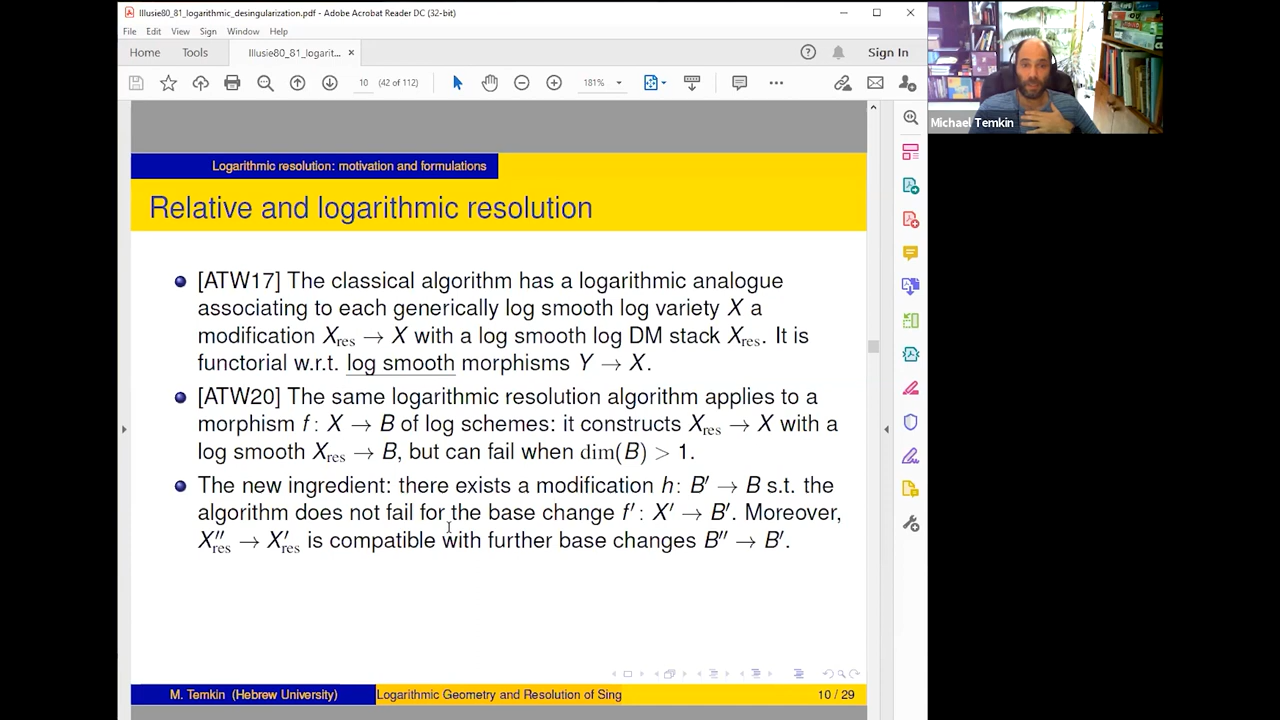 Illusie80_81_logarithmic_desingularization.pdf - Adobe Acrobat Reader DC (32-bit)
File Edit View Sign Window Help
Home Tools Illusie80_81_logarit... × Sign In
10 (42 of 112) 181%
Michael Temkin
Logarithmic resolution: motivation and formulations
Relative and logarithmic resolution
[ATW17] The classical algorithm has a logarithmic analogue
associating to each generically log smooth log variety X a
modification X_res → X with a log smooth log DM stack X_res. It is
functorial w.r.t. log smooth morphisms Y → X.
[ATW20] The same logarithmic resolution algorithm applies to a
morphism f: X → B of log schemes: it constructs X_res → X with a
log smooth X_res → B, but can fail when dim(B) > 1.
The new ingredient: there exists a modification h: B′ → B s.t. the
algorithm does not fail for the base change f′: X′ → B′. Moreover,
X″_res → X′_res is compatible with further base changes B″ → B′.
M. Temkin (Hebrew University) Logarithmic Geometry and Resolution of Sing 10 / 29